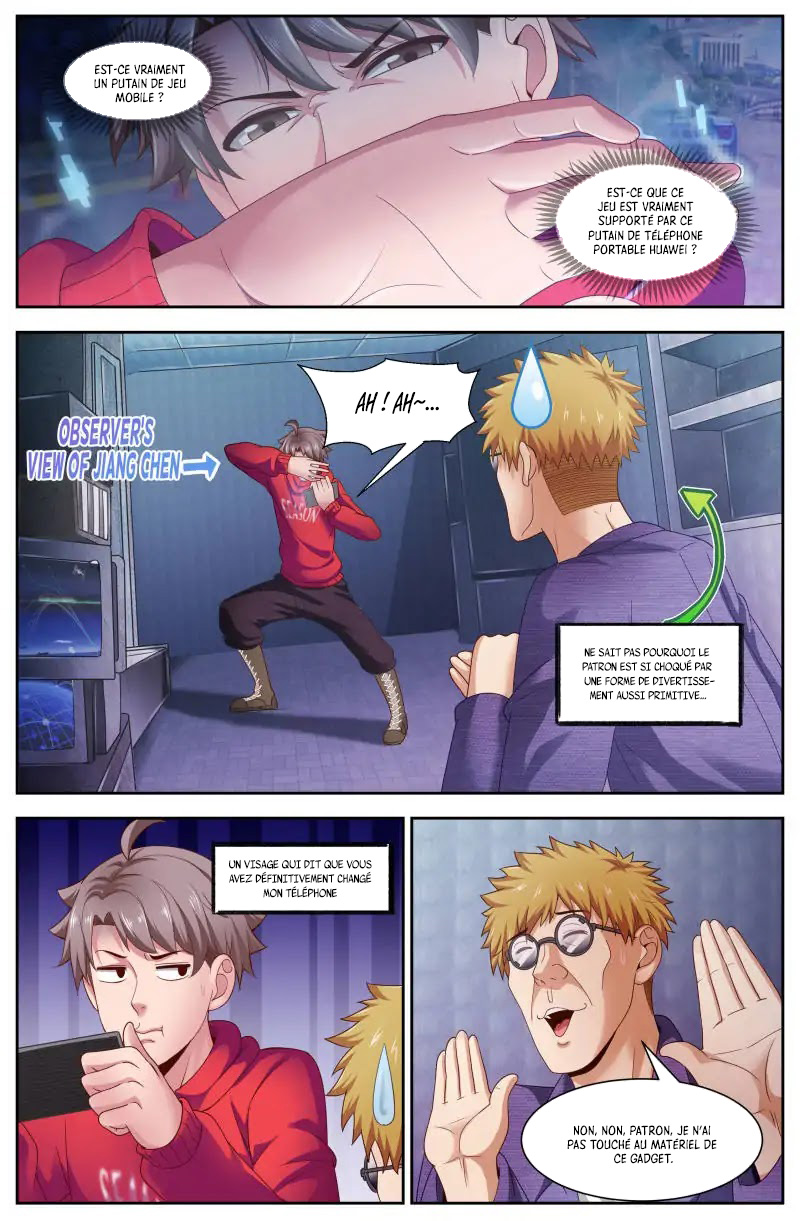 EST-CE VRAIMENT
UN PUTAIN DE JEU
MOBILE ?
EST-CE QUE CE
JEU EST VRAIMENT
SUPPORTÉ PAR CE
PUTAIN DE TÉLÉPHONE
PORTABLE HUAWEI ?
AH ! AH~...
OBSERVER'S
VIEW OF JIANG CHEN
SEASON
NE SAIT PAS POURQUOI LE
PATRON EST SI CHOQUÉ PAR
UNE FORME DE DIVERTISSE-
MENT AUSSI PRIMITIVE...
UN VISAGE QUI DIT QUE VOUS
AVEZ DÉFINITIVEMENT CHANGÉ
MON TÉLÉPHONE
SEASON
NON, NON, PATRON, JE N'AI
PAS TOUCHÉ AU MATÉRIEL DE
CE GADGET.